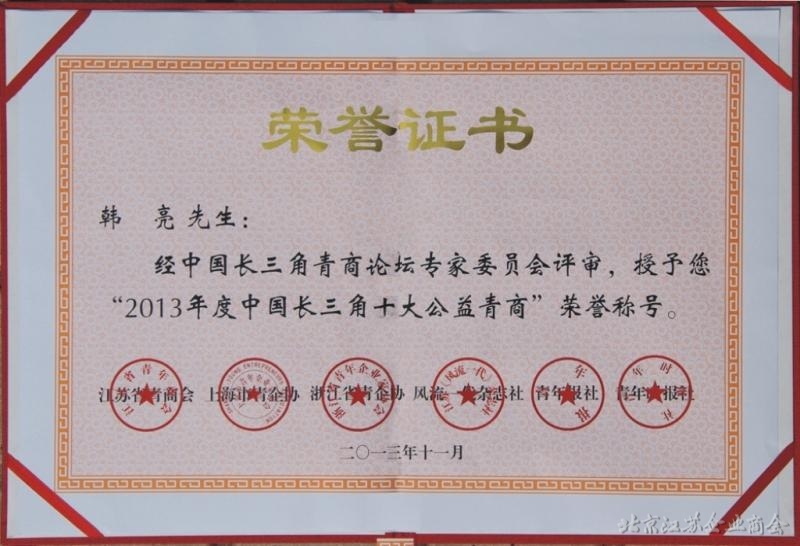 荣誉证书
韩 亮 先生：
经中国长三角青商论坛专家委员会评审，授予您
“2013年度中国长三角十大公益青商”荣誉称号。
江苏省青商会 上海市青企协 浙江省青企协 风流一代杂志社 青年报社 青年时报社
二〇一三年十一月
北京江苏企业商会